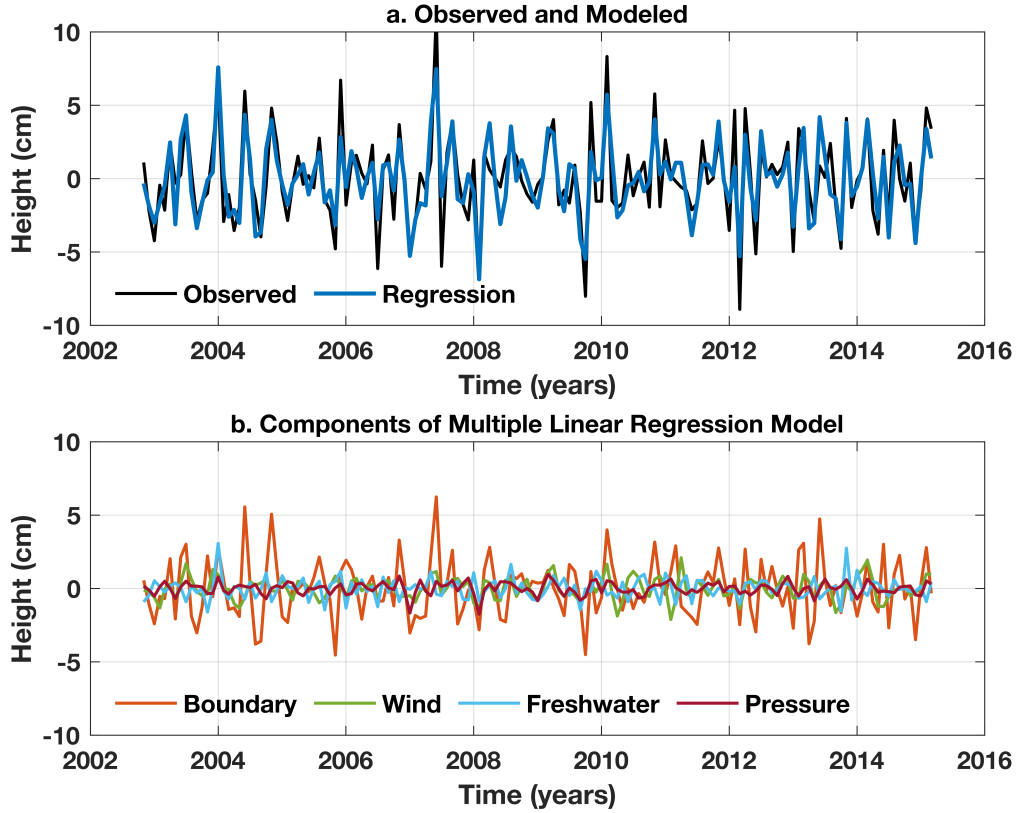 a. Observed and Modeled
10
5
0
-5
-10
Height (cm)
Observed Regression
2002 2004 2006 2008 2010 2012 2014 2016
Time (years)
b. Components of Multiple Linear Regression Model
10
5
0
-5
-10
Height (cm)
Boundary Wind Freshwater Pressure
2002 2004 2006 2008 2010 2012 2014 2016
Time (years)